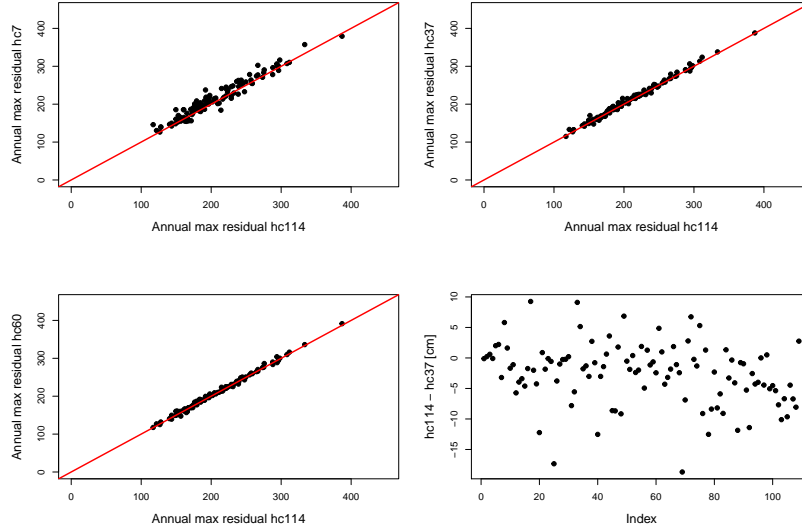 Annual max residual hc7
0 100 200 300 400
0 100 200 300 400
Annual max residual hc114
Annual max residual hc37
0 100 200 300 400
0 100 200 300 400
Annual max residual hc114
Annual max residual hc60
0 100 200 300 400
0 100 200 300 400
Annual max residual hc114
hc114 − hc37 [cm]
−15 −10 −5 0 5 10
0 20 40 60 80 100
Index